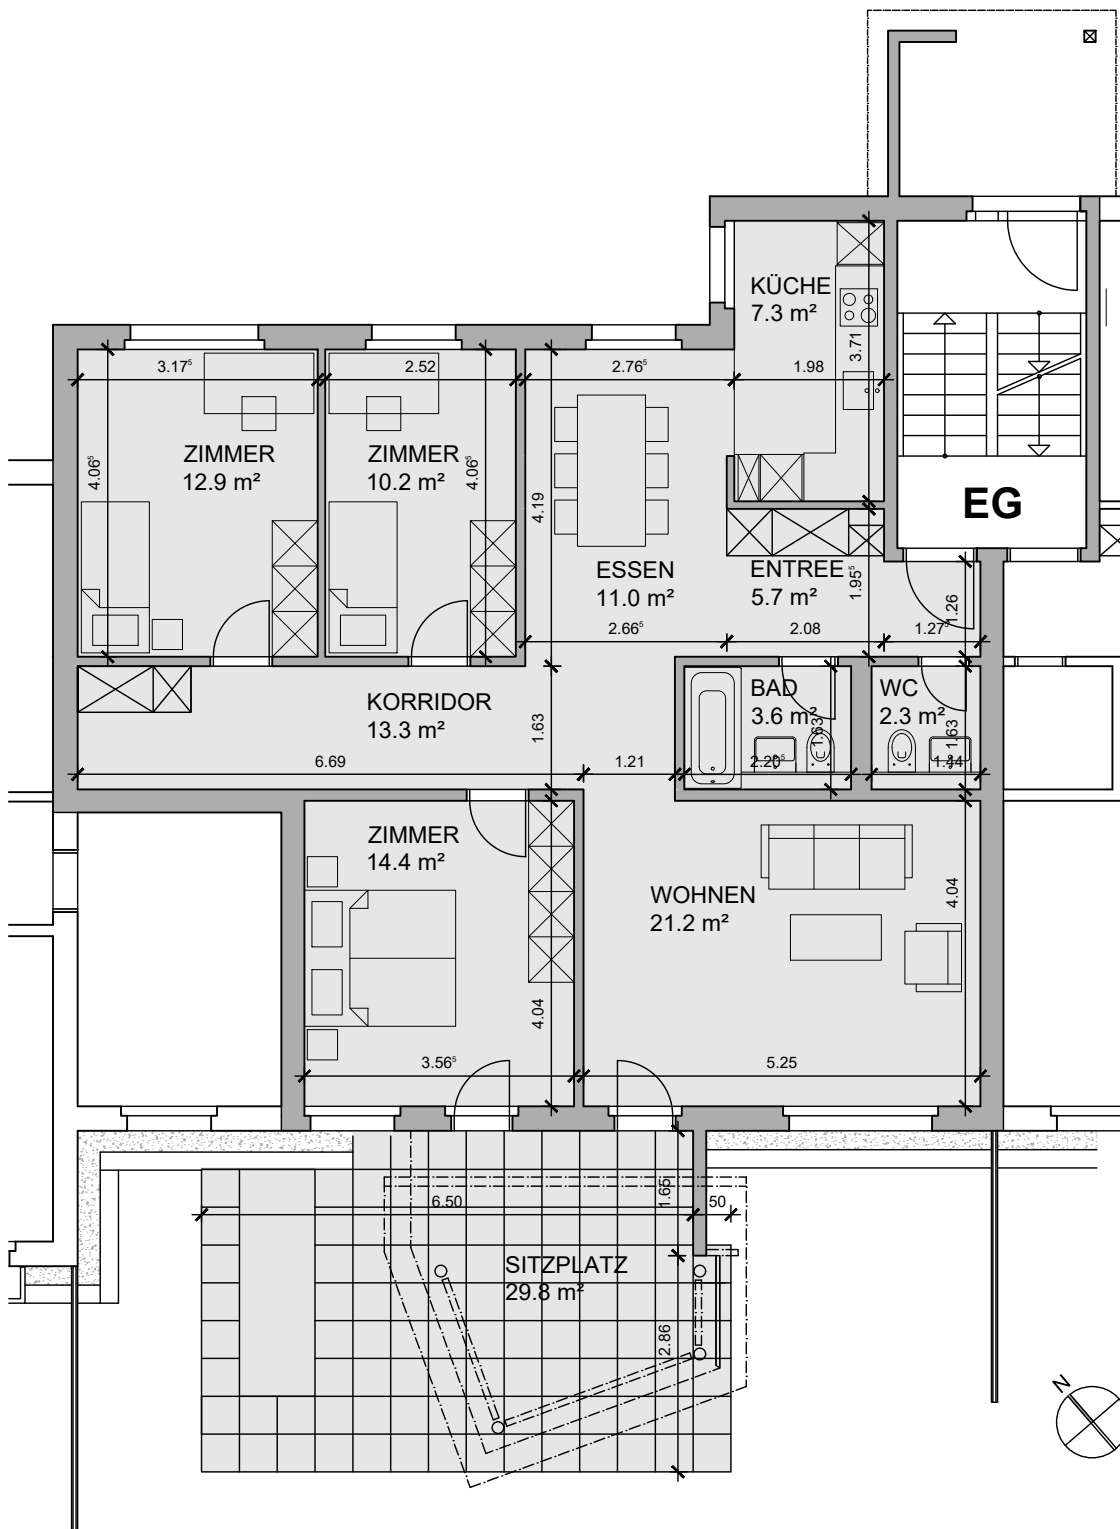 KÜCHE
7.3 m²
3.71
3.17⁵
2.52
2.76⁵
1.98
ZIMMER
12.9 m²
4.06⁵
ZIMMER
10.2 m²
4.06⁵
4.19
EG
ESSEN
11.0 m²
ENTREE
5.7 m²
1.95⁵
1.26
2.66⁵
2.08
1.27⁵
KORRIDOR
13.3 m²
1.63
BAD
3.6 m²
1.63
WC
2.3 m²
1.63
6.69
1.21
2.20⁵
1.44
ZIMMER
14.4 m²
4.04
WOHNEN
21.2 m²
4.04
3.56⁵
5.25
6.50
1.65
50
SITZPLATZ
29.8 m²
2.86
N